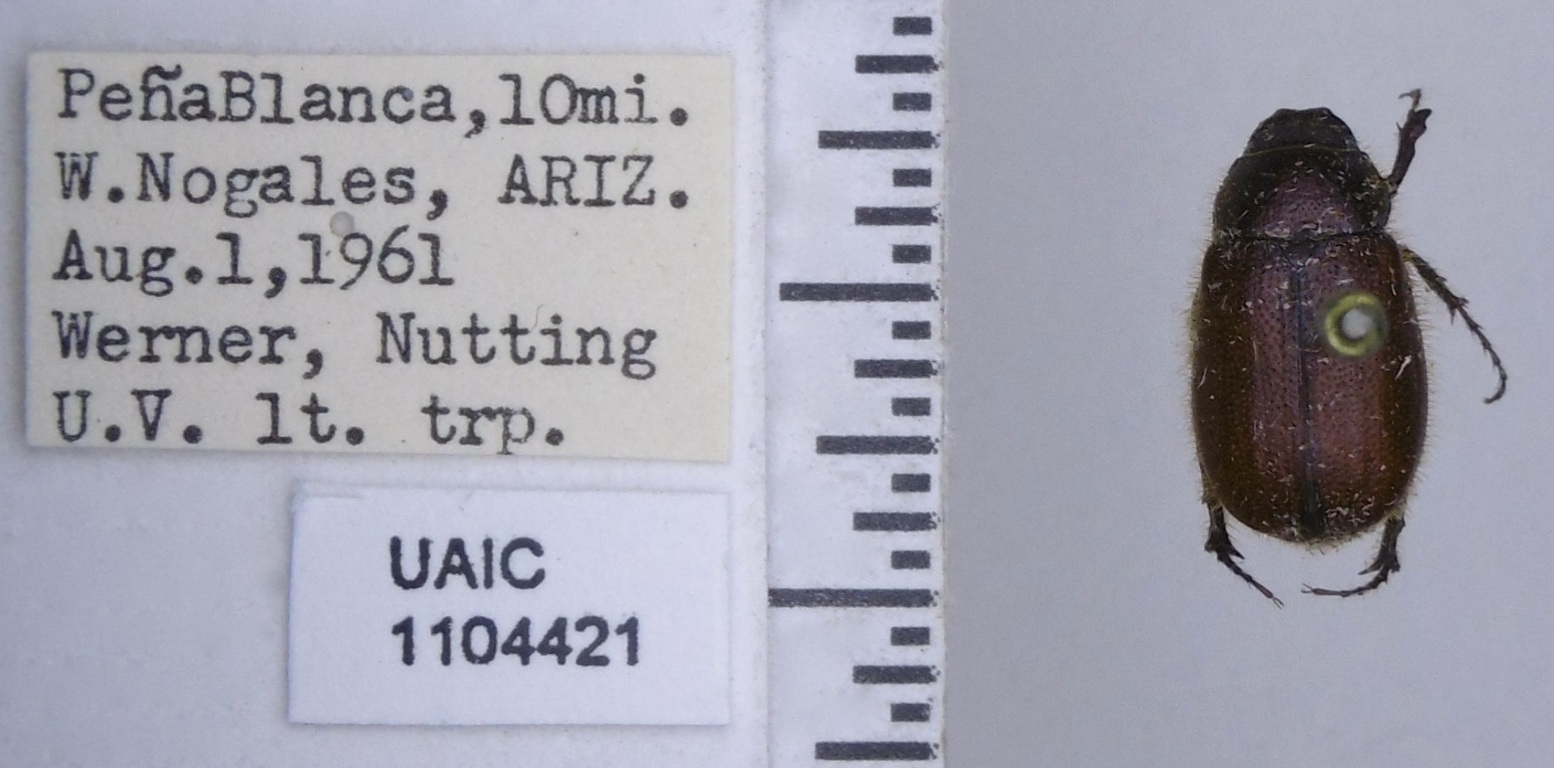 PeñaBlanca,10mi.
W.Nogales, ARIZ.
Aug.1,1961
Werner, Nutting
U.V. lt. trp.
UAIC
1104421